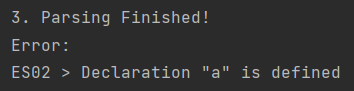 3. Parsing Finished!
Error:
ES02 > Declaration "a" is defined